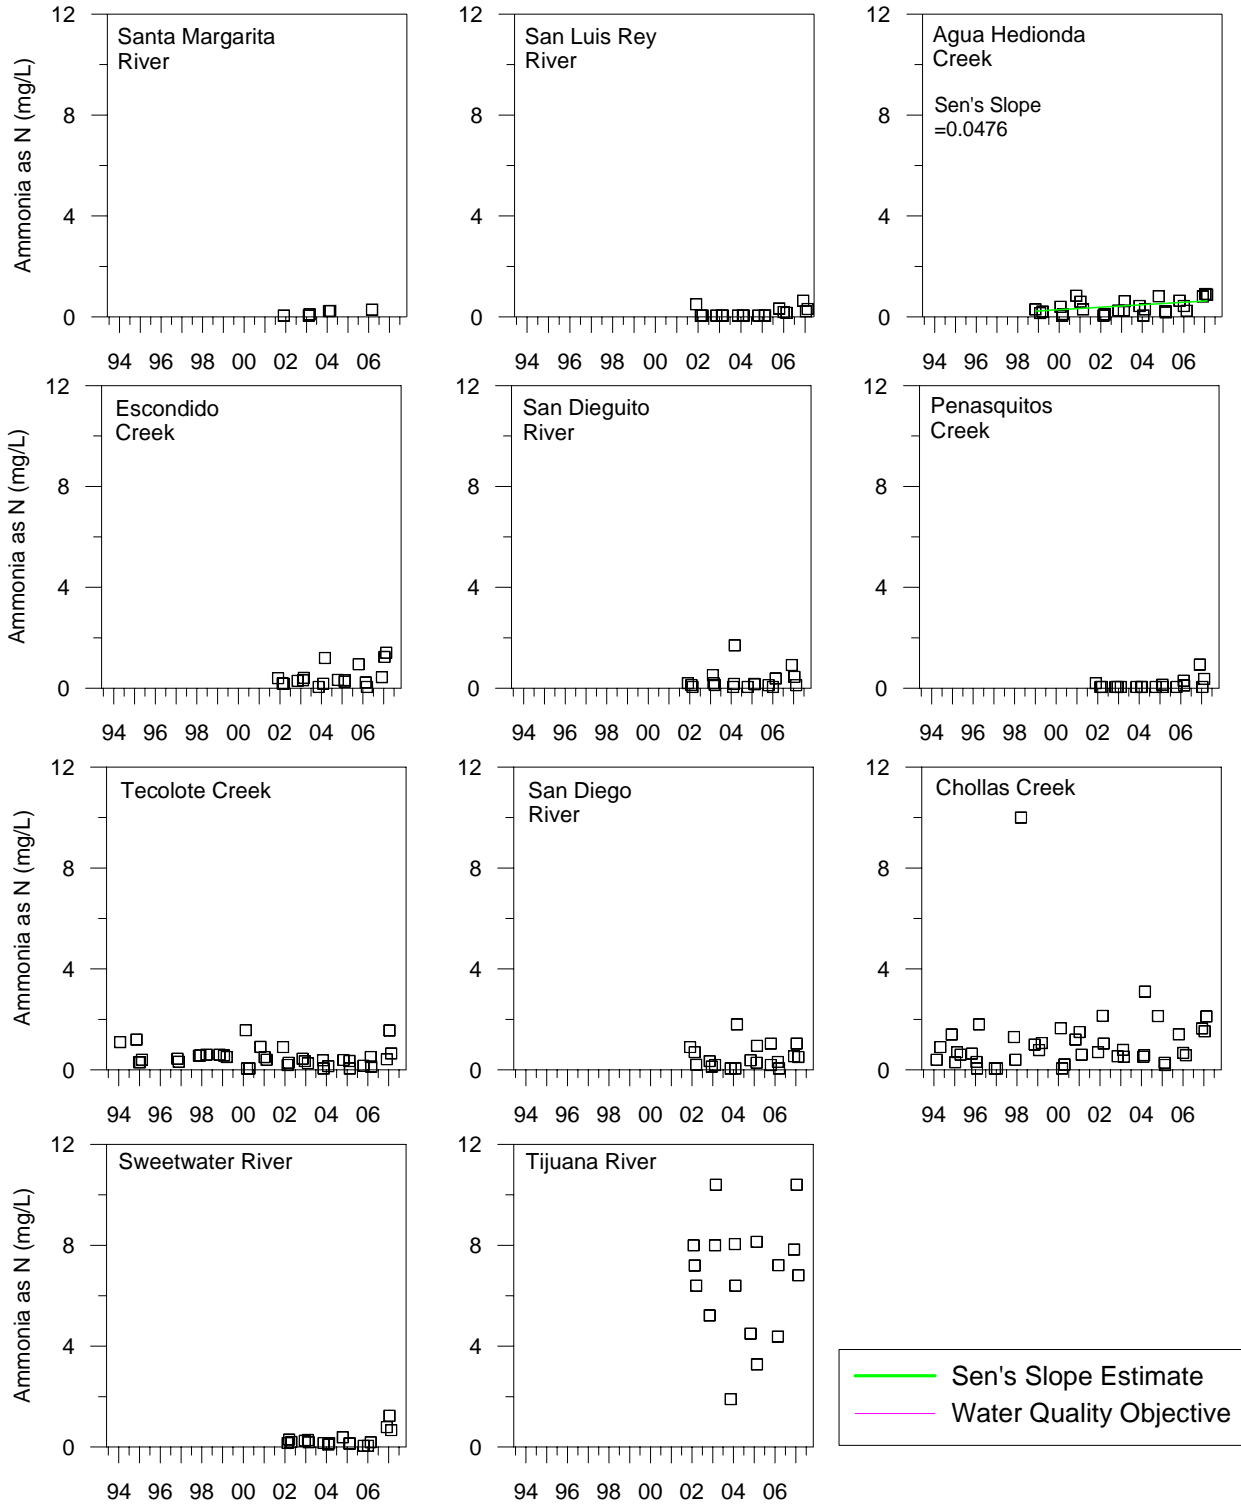 12
8
4
0
Ammonia as N (mg/L)
Santa Margarita
River
94 96 98 00 02 04 06
12
8
4
0
San Luis Rey
River
94 96 98 00 02 04 06
12
8
4
0
Agua Hedionda
Creek
Sen's Slope
=0.0476
94 96 98 00 02 04 06
12
8
4
0
Ammonia as N (mg/L)
Escondido
Creek
94 96 98 00 02 04 06
12
8
4
0
San Dieguito
River
94 96 98 00 02 04 06
12
8
4
0
Penasquitos
Creek
94 96 98 00 02 04 06
12
8
4
0
Ammonia as N (mg/L)
Tecolote Creek
94 96 98 00 02 04 06
12
8
4
0
San Diego
River
94 96 98 00 02 04 06
12
8
4
0
Chollas Creek
94 96 98 00 02 04 06
12
8
4
0
Ammonia as N (mg/L)
Sweetwater River
94 96 98 00 02 04 06
12
8
4
0
Tijuana River
94 96 98 00 02 04 06
Sen's Slope Estimate
Water Quality Objective